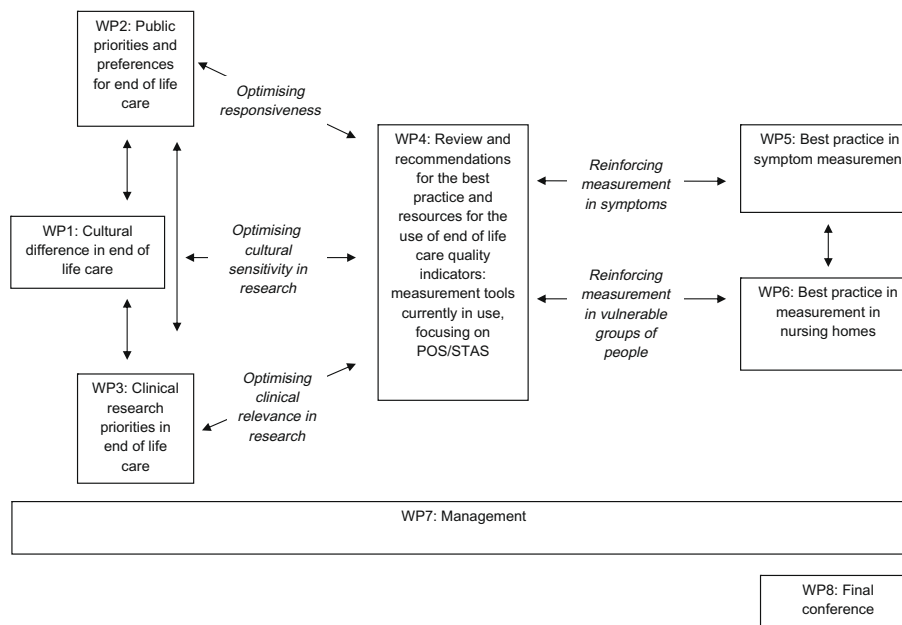 WP2: Public
priorities and
preferences
for end of life
care
Optimising
responsiveness
WP1: Cultural
difference in end of
life care
Optimising
cultural
sensitivity in
research
WP3: Clinical
research
priorities in
end of life
care
Optimising
clinical
relevance in
research
WP4: Review and
recommendations
for the best
practice and
resources for the
use of end of life
care quality
indicators:
measurement tools
currently in use,
focusing on
POS/STAS
Reinforcing
measurement
in symptoms
WP5: Best practice in
symptom measurement
Reinforcing
measurement
in vulnerable
groups of
people
WP6: Best practice in
measurement in
nursing homes
WP7: Management
WP8: Final
conference